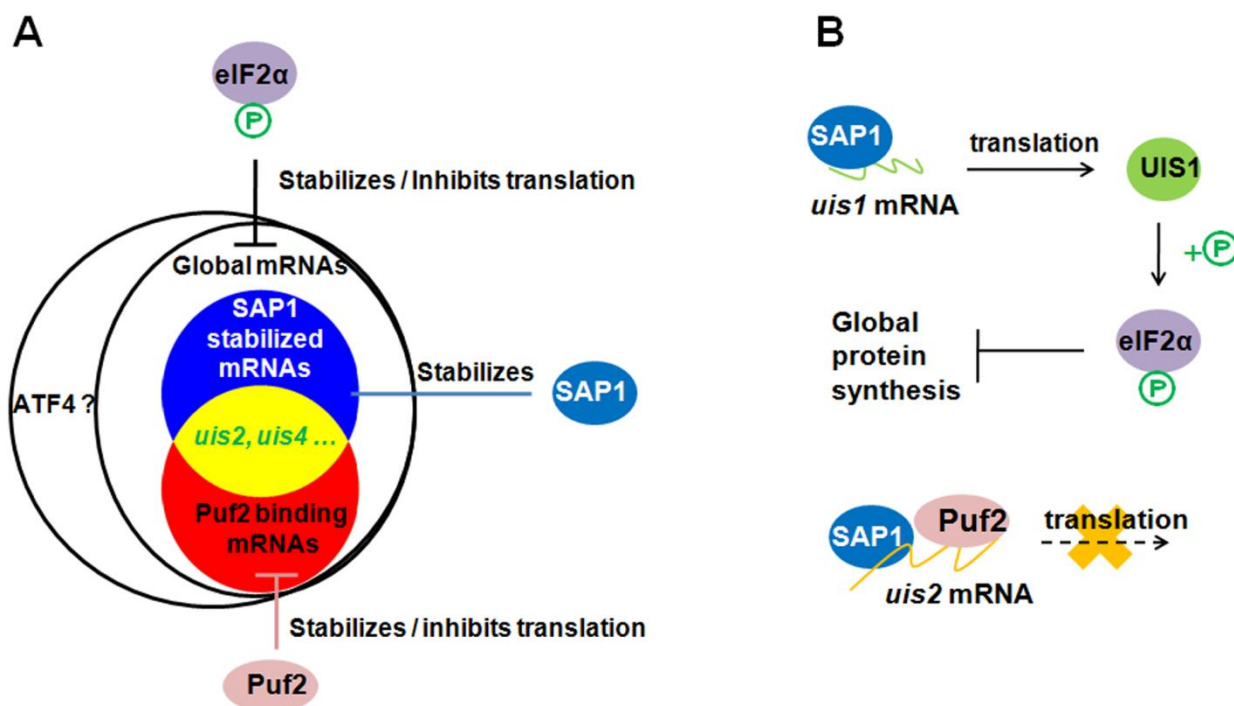 A
eIF2α
P
Stabilizes / Inhibits translation
Global mRNAs
SAP1
stabilized
mRNAs
Stabilizes
SAP1
ATF4 ?
uis2, uis4 ...
Puf2 binding
mRNAs
Stabilizes / inhibits translation
Puf2
B
SAP1
translation
UIS1
uis1 mRNA
+P
Global
protein
synthesis
eIF2α
P
SAP1
Puf2
translation
uis2 mRNA